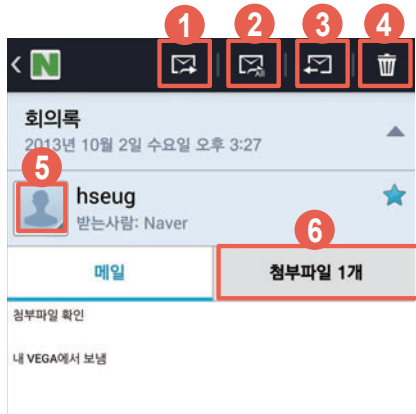 1 2 3 4
N All
회의록
2013년 10월 2일 수요일 오후 3:27
5
hseug
받는사람: Naver
6
메일 첨부파일 1개
첨부파일 확인
내 VEGA에서 보냄